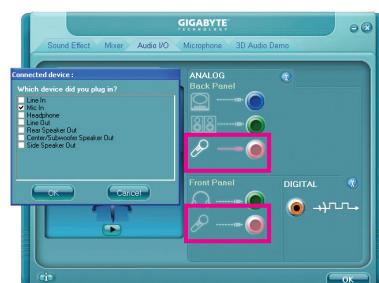 GIGABYTE
TECHNOLOGY
Sound Effect Mixer Audio I/O Microphone 3D Audio Demo
Connected device :
Which device did you plug in?
Line In
Mic In
Headphone
Line Out
Rear Speaker Out
Center/Subwoofer Speaker Out
Side Speaker Out
OK Cancel
ANALOG
Back Panel
Front Panel
DIGITAL
OK